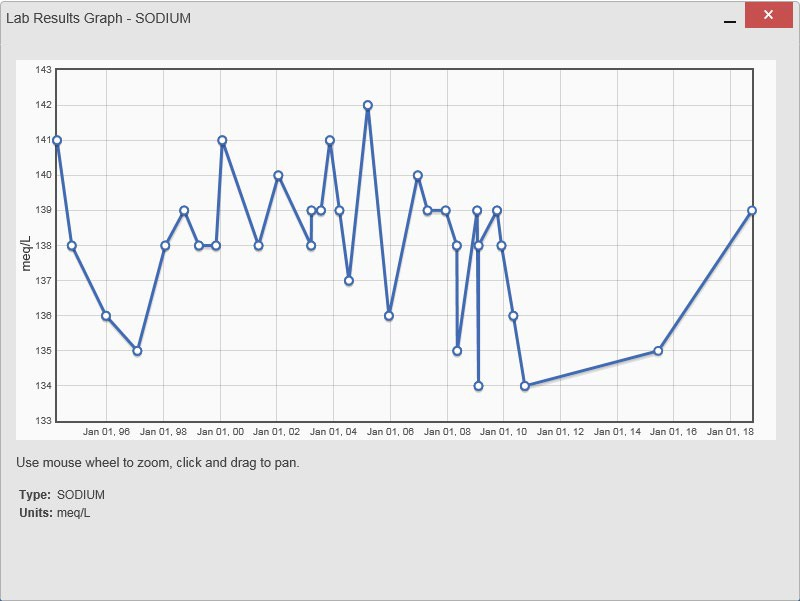 Lab Results Graph - SODIUM
143
142
141
140
139
138
137
136
135
134
133
meq/L
Jan 01, 96 Jan 01, 98 Jan 01, 00 Jan 01, 02 Jan 01, 04 Jan 01, 06 Jan 01, 08 Jan 01, 10 Jan 01, 12 Jan 01, 14 Jan 01, 16 Jan 01, 18
Use mouse wheel to zoom, click and drag to pan.
Type: SODIUM
Units: meq/L